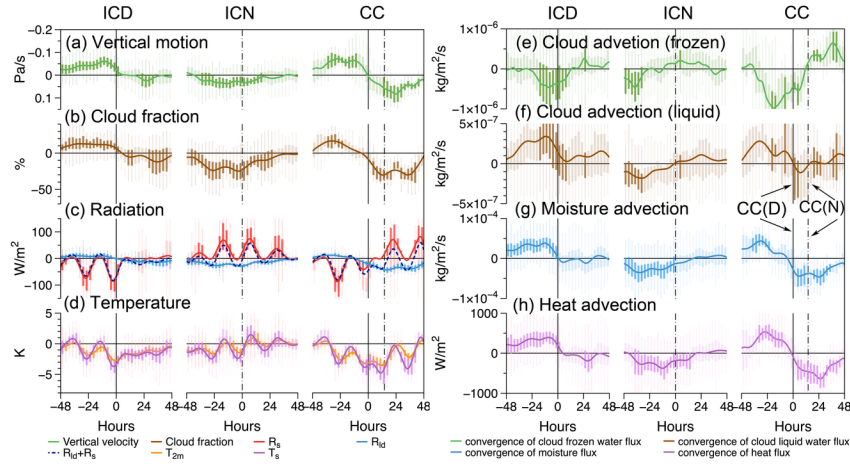 ICD ICN CC ICD ICN CC
(a) Vertical motion
−0.2
−0.1
0
0.1
Pa/s
(b) Cloud fraction
0
−50
%
(c) Radiation
100
0
−100
W/m²
(d) Temperature
5
0
−5
K
−48 −24 0 24 48−48 −24 0 24 48−48 −24 0 24 48
Hours Hours Hours
Vertical velocity Cloud fraction Rs Rld
Rld+Rs T2m Ts
(e) Cloud advetion (frozen)
1×10⁻⁶
0
−1×10⁻⁶
kg/m²/s
(f) Cloud advection (liquid)
5×10⁻⁷
0
−5×10⁻⁷
kg/m²/s
CC(D) CC(N)
(g) Moisture advection
1×10⁻⁴
0
−1×10⁻⁴
kg/m²/s
(h) Heat advection
1000
0
−1000
W/m²
−48 −24 0 24 48−48 −24 0 24 48−48 −24 0 24 48
Hours Hours Hours
convergence of cloud frozen water flux convergence of cloud liquid water flux
convergence of moisture flux convergence of heat flux